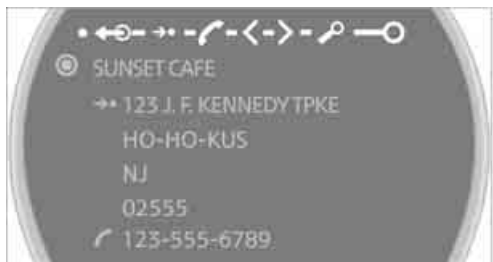 SUNSET CAFE
123 J. F. KENNEDY TPKE
HO-HO-KUS
NJ
02555
123-555-6789